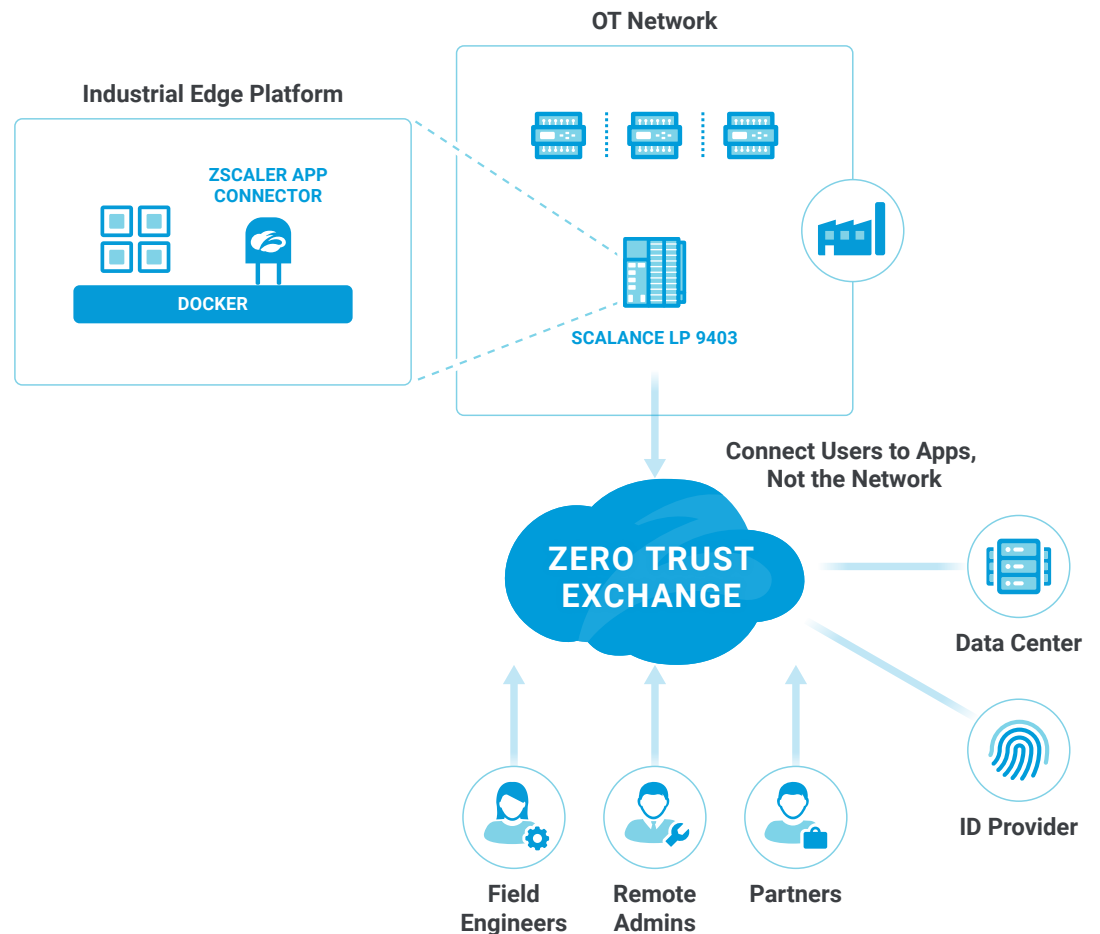 OT Network
Industrial Edge Platform
ZSCALER APP
CONNECTOR
DOCKER
SCALANCE LP 9403
Connect Users to Apps,
Not the Network
ZERO TRUST
EXCHANGE
Data Center
ID Provider
Field
Engineers
Remote
Admins
Partners